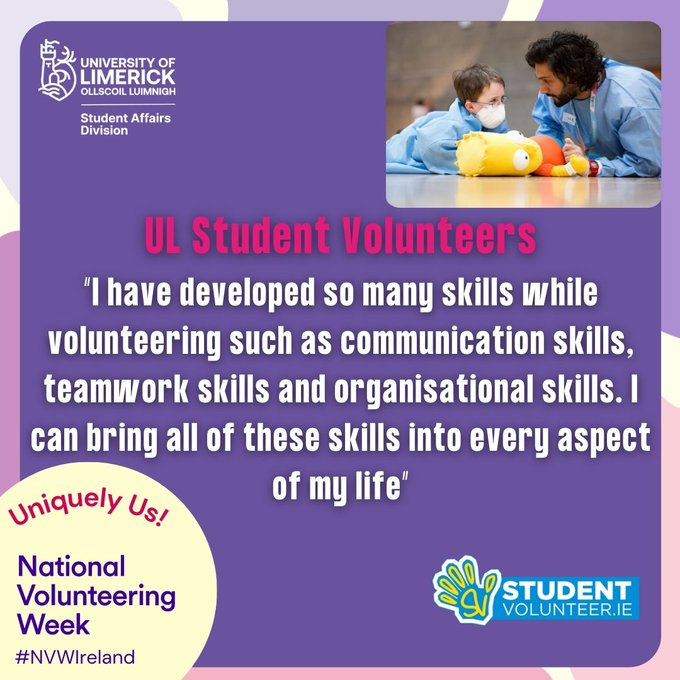 UNIVERSITY OF
LIMERICK
OLLSCOIL LUIMNIGH
Student Affairs
Division
UL Student Volunteers
"I have developed so many skills while
volunteering such as communication skills,
teamwork skills and organisational skills. I
can bring all of these skills into every aspect
of my life"
Uniquely Us!
National
Volunteering
Week
#NVWIreland
SV
STUDENT
VOLUNTEER.IE